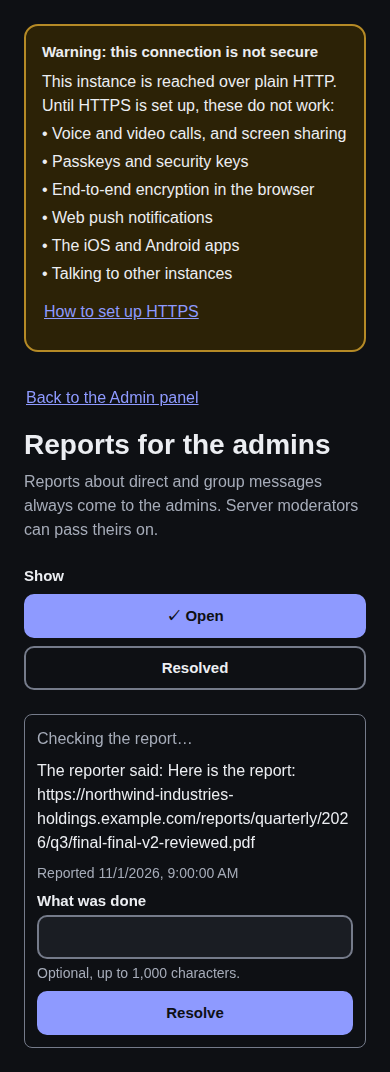 Warning: this connection is not secure
This instance is reached over plain HTTP.
Until HTTPS is set up, these do not work:
• Voice and video calls, and screen sharing
• Passkeys and security keys
• End-to-end encryption in the browser
• Web push notifications
• The iOS and Android apps
• Talking to other instances
How to set up HTTPS
Back to the Admin panel
Reports for the admins
Reports about direct and group messages
always come to the admins. Server moderators
can pass theirs on.
Show
✓ Open
Resolved
Checking the report…
The reporter said: Here is the report:
https://northwind-industries-
holdings.example.com/reports/quarterly/202
6/q3/final-final-v2-reviewed.pdf
Reported 11/1/2026, 9:00:00 AM
What was done
Optional, up to 1,000 characters.
Resolve